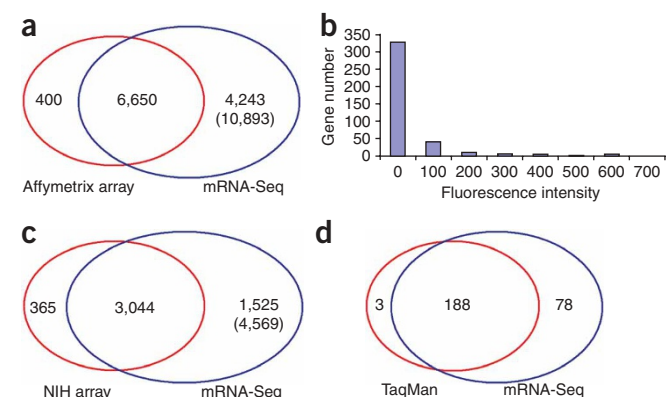 a
400
6,650
4,243
(10,893)
Affymetrix array
mRNA-Seq
b
Gene number
350
300
250
200
150
100
50
0
0 100 200 300 400 500 600 700
Fluorescence intensity
c
365
3,044
1,525
(4,569)
NIH array
mRNA-Seq
d
3
188
78
TaqMan
mRNA-Seq